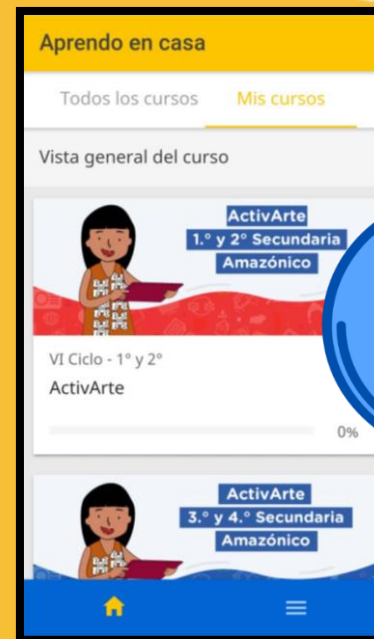 Aprendo en casa
Todos los cursos Mis cursos
Vista general del curso
ActivArte
1.° y 2° Secundaria
Amazónico
VI Ciclo - 1° y 2°
ActivArte
0%
ActivArte
3.° y 4.° Secundaria
Amazónico